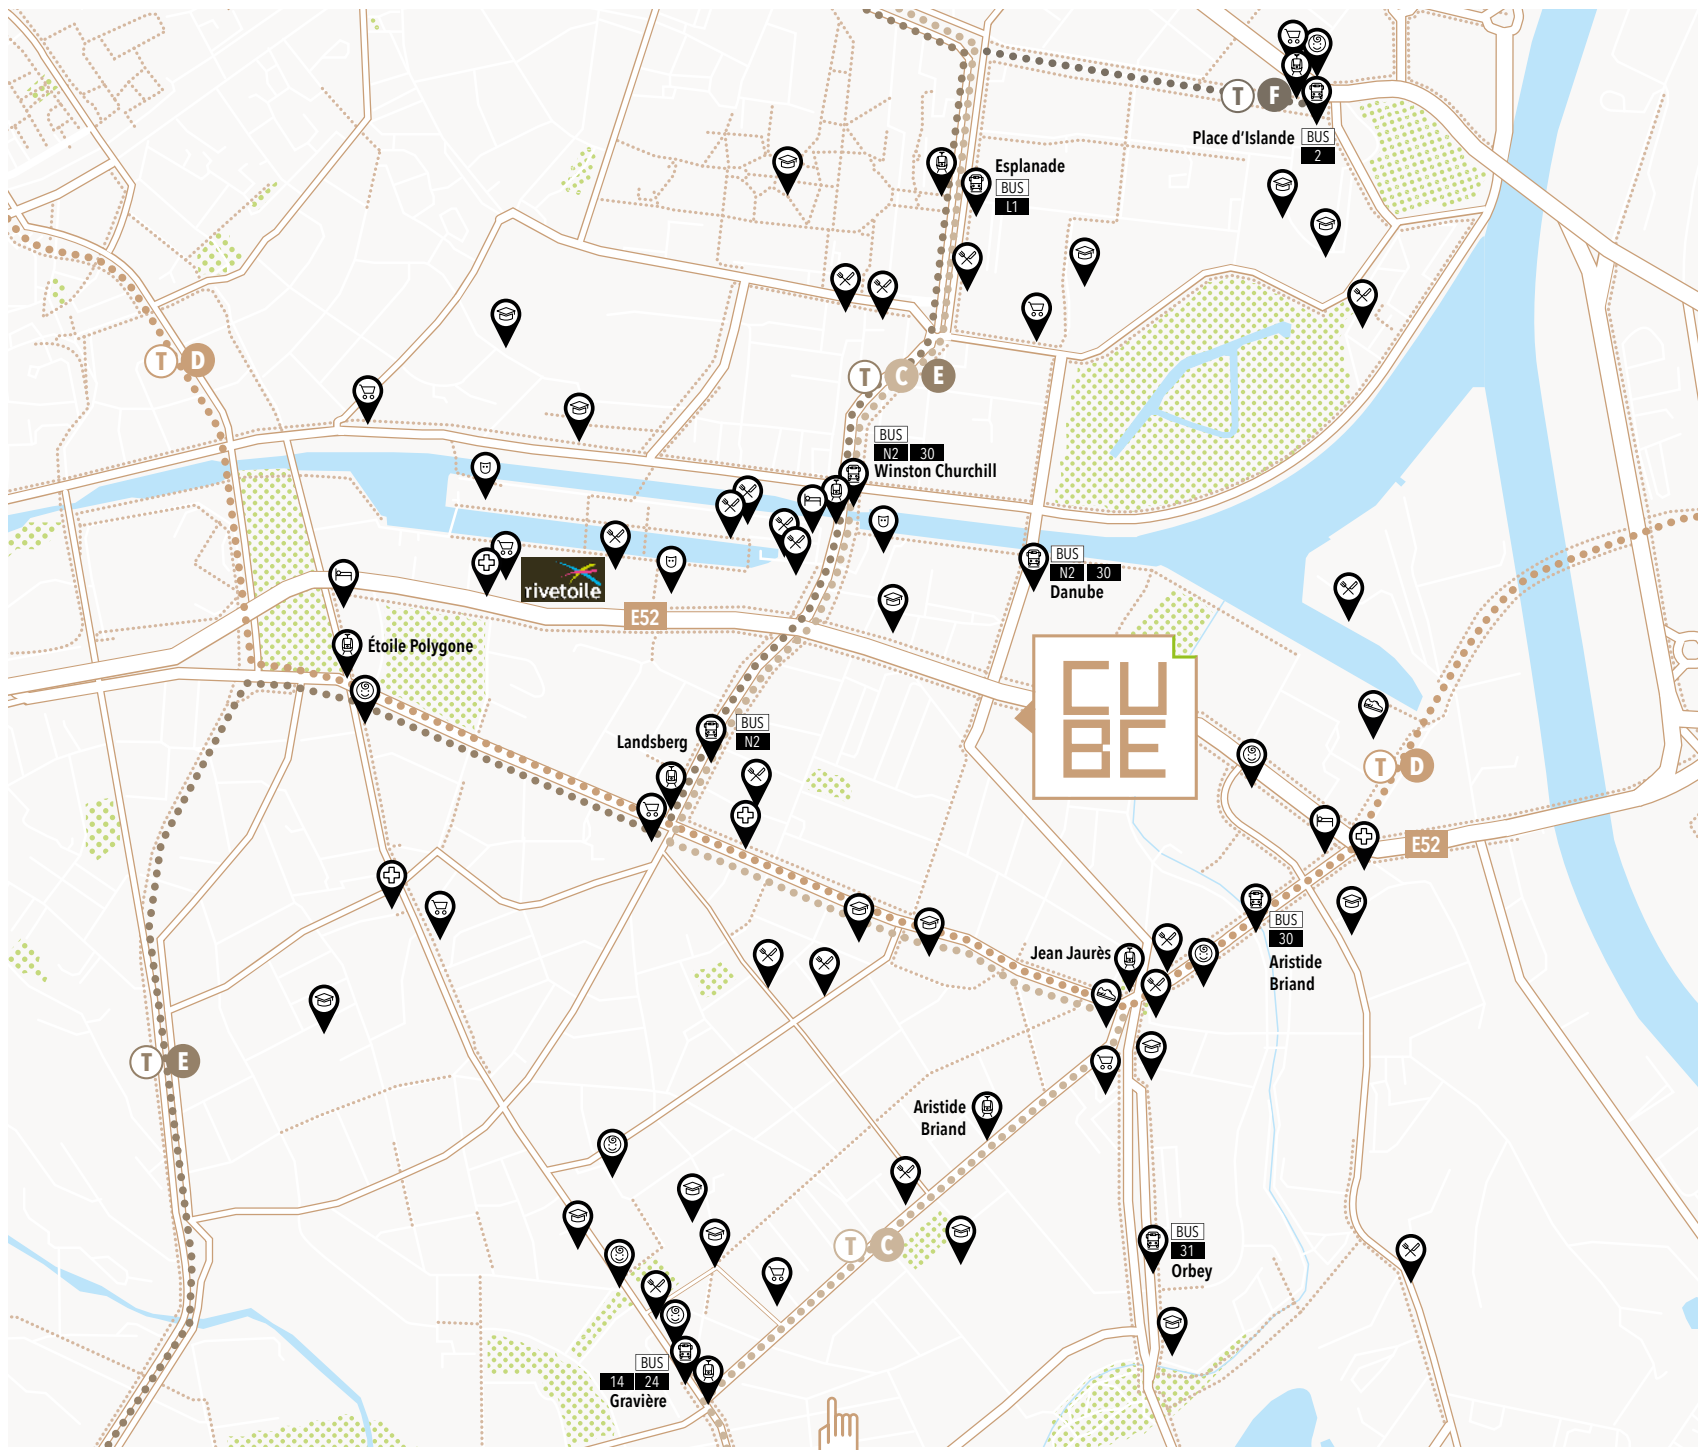 T F
Place d'Islande
BUS
2
Esplanade
BUS
L1
T D
T C E
BUS
N2 30
Winston Churchill
BUS
N2 30
Danube
rivetoile
E52
Étoile Polygone
CU
BE
BUS
N2
Landsberg
T D
E52
BUS
30
Aristide
Briand
Jean Jaurès
T E
Aristide
Briand
T C
BUS
31
Orbey
BUS
14 24
Gravière